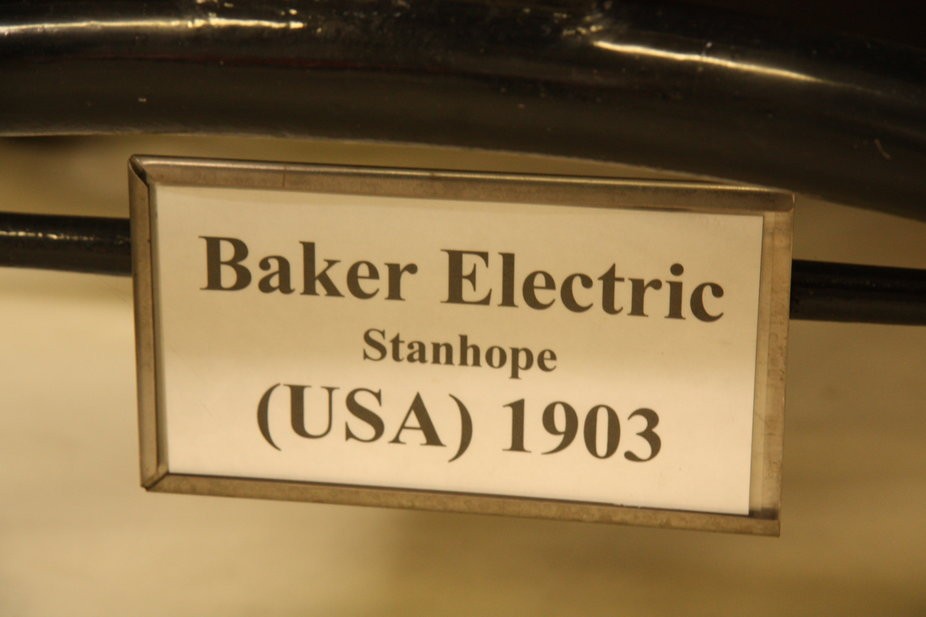 Baker Electric
Stanhope
(USA) 1903